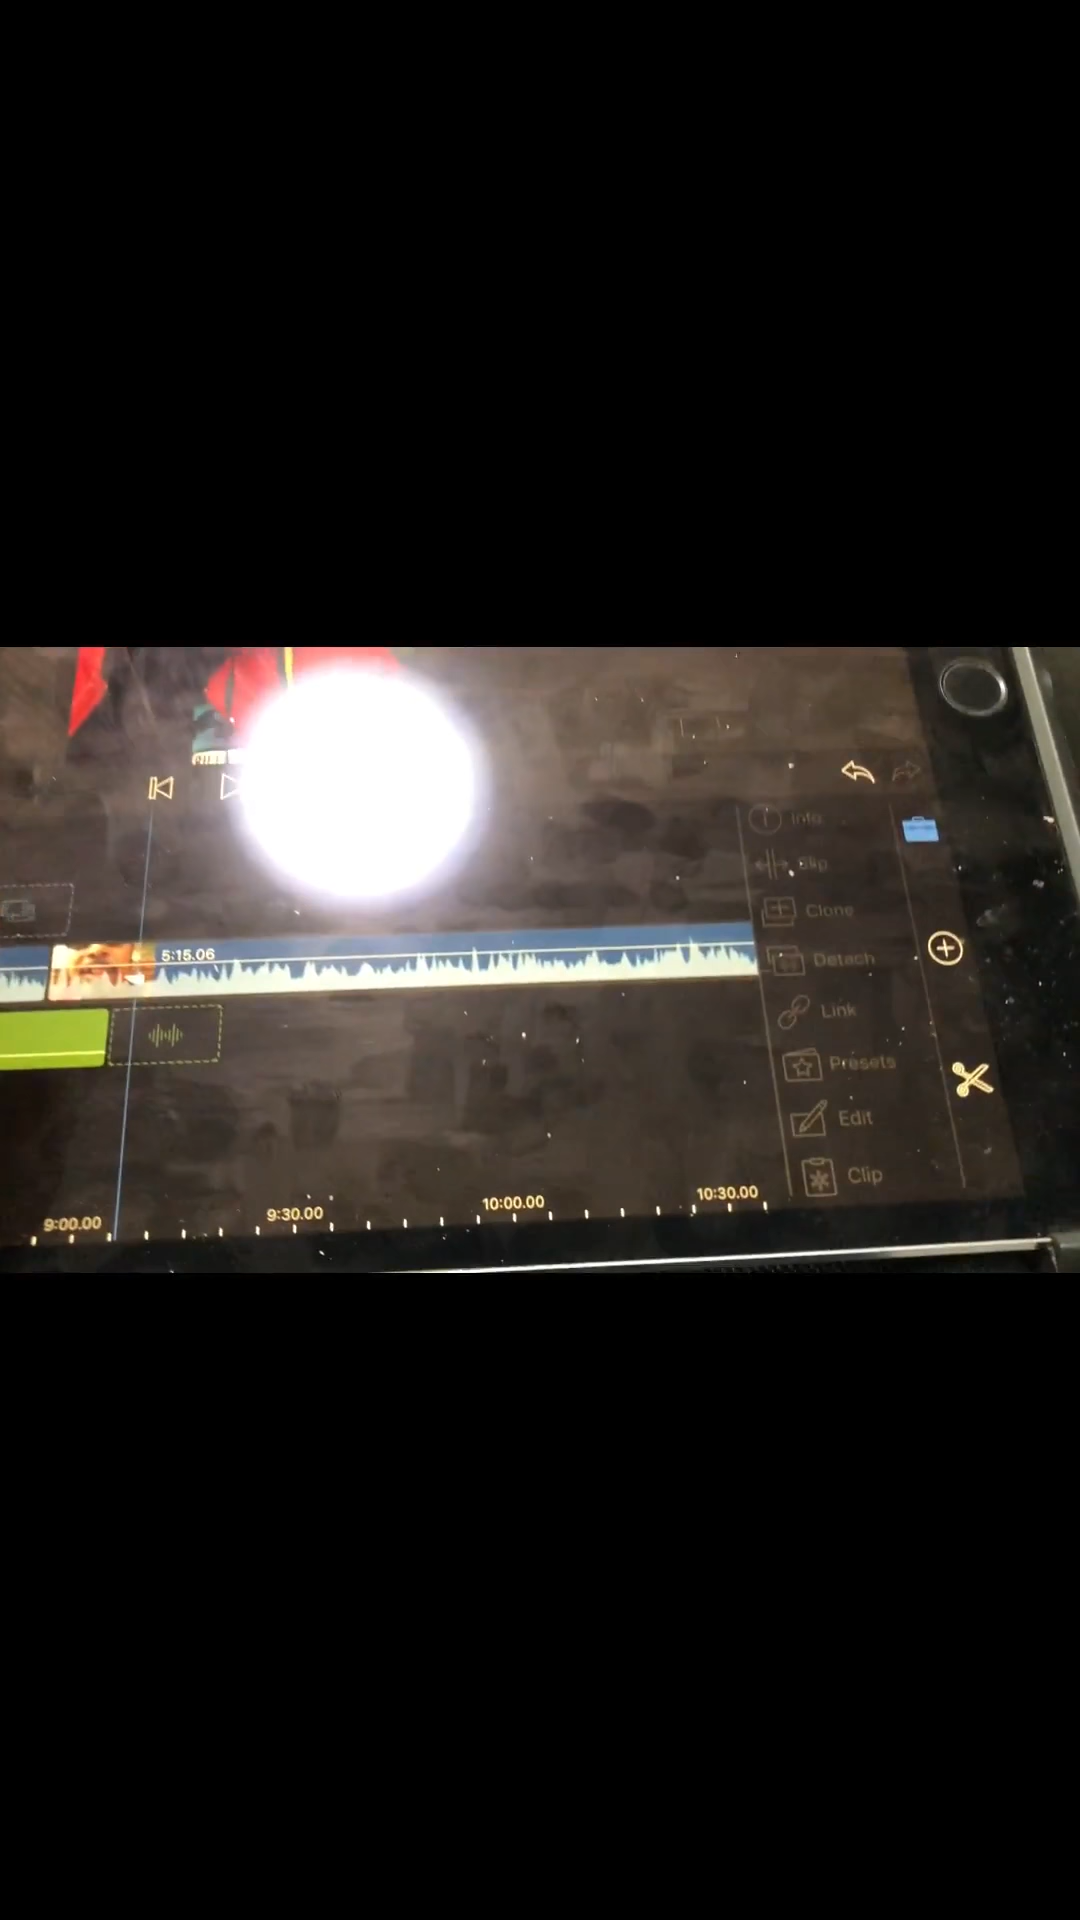 Info
Slip
Clone
5:15.06
Detach
Link
Presets
Edit
Clip
9:00.00
9:30.00
10:00.00
10:30.00